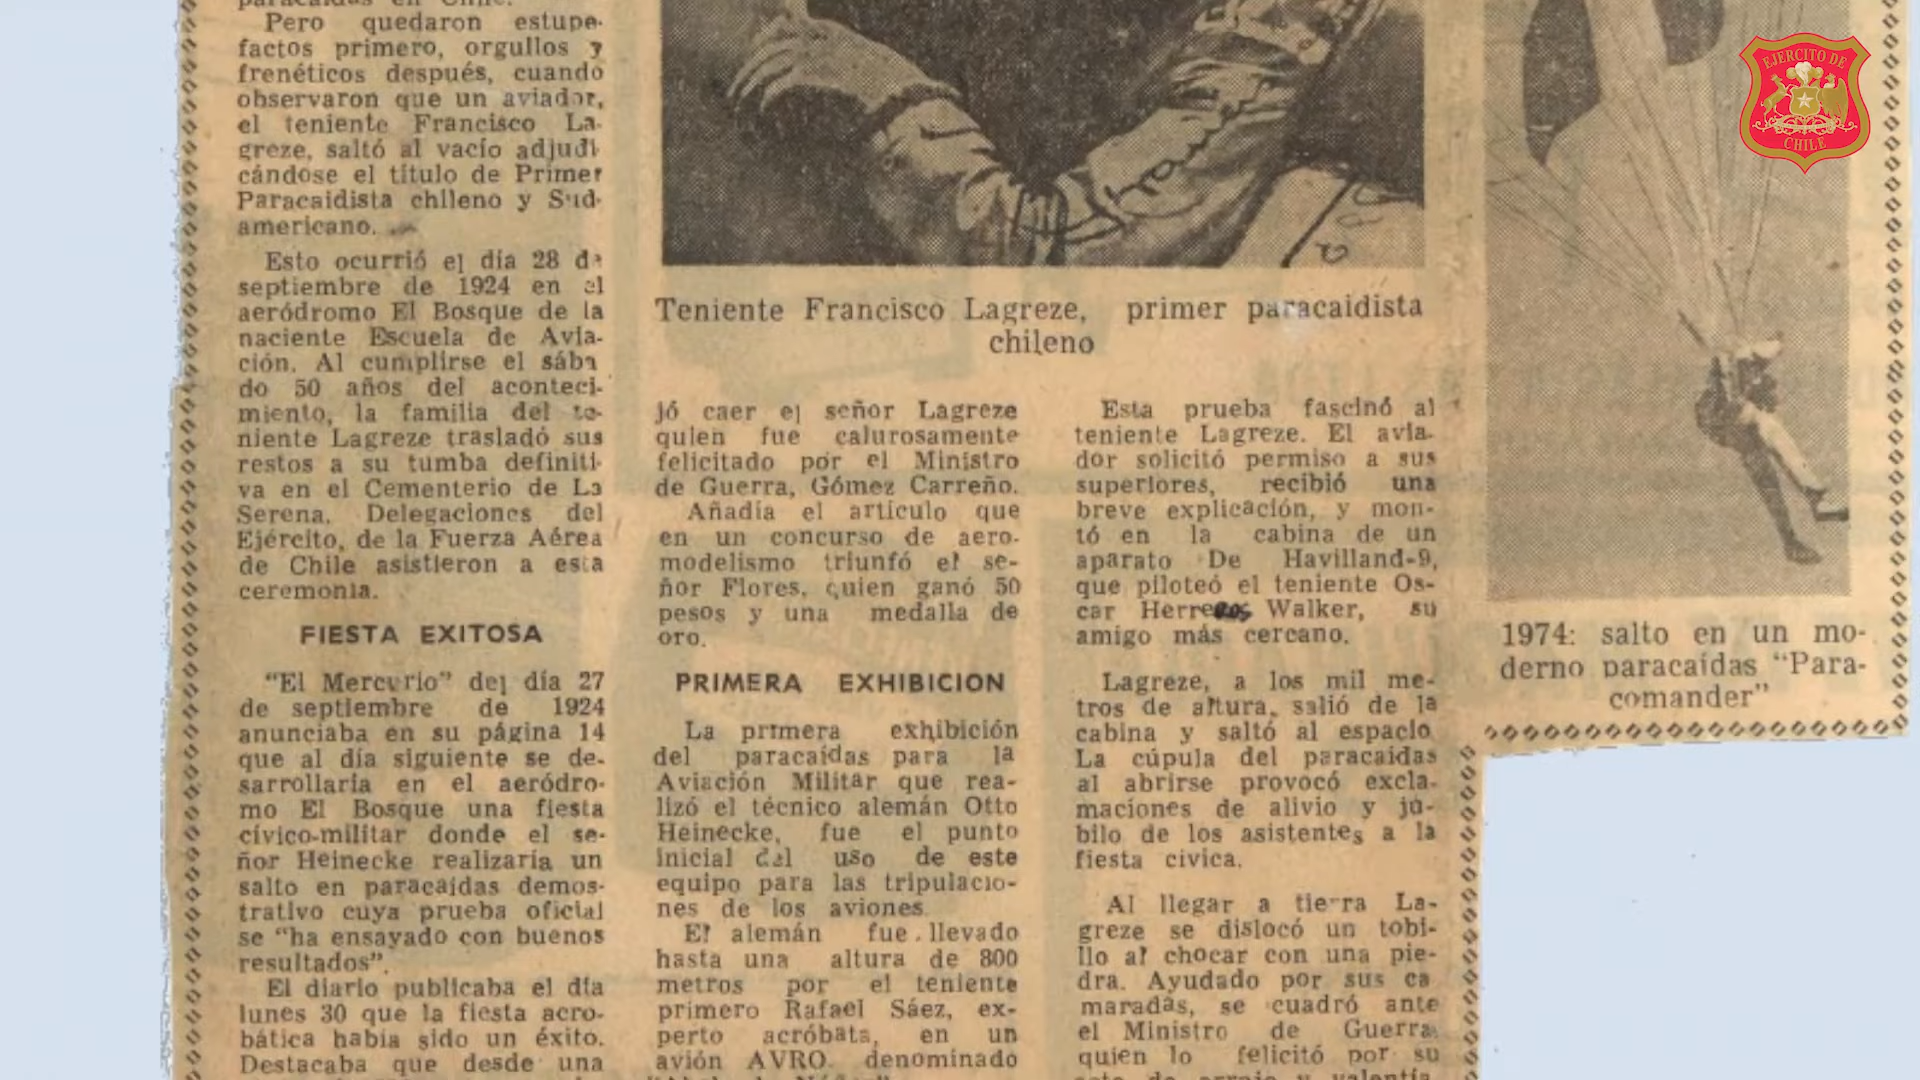 Pero quedaron estupe-
factos primero, orgullos y
frenéticos después, cuando
observaron que un aviador,
el teniente Francisco La-
greze, saltó al vacío adjudi
cándose el título de Primer
Paracaidista chileno y Sud-
americano.
Esto ocurrió el día 28 de
septiembre de 1924 en el
aeródromo El Bosque de la
naciente Escuela de Avia-
ción. Al cumplirse el sába
do 50 años del aconteci-
miento, la familia del te-
niente Lagreze trasladó sus
restos a su tumba definiti-
va en el Cementerio de La
Serena. Delegaciones del
Ejército, de la Fuerza Aérea
de Chile asistieron a esta
ceremonia.
FIESTA EXITOSA
"El Mercurio" del día 27
de septiembre de 1924
anunciaba en su página 14
que al día siguiente se de-
sarrollaría en el aeródro-
mo El Bosque una fiesta
cívico-militar donde el se-
ñor Heinecke realizaría un
salto en paracaídas demos-
trativo cuya prueba oficial
se "ha ensayado con buenos
resultados".
El diario publicaba el día
lunes 30 que la fiesta acro-
bática había sido un éxito.
Destacaba que desde una
Teniente Francisco Lagreze, primer paracaidista
chileno
jó caer el señor Lagreze
quien fue calurosamente
felicitado por el Ministro
de Guerra, Gómez Carreño.
Añadía el artículo que
en un concurso de aero-
modelismo triunfó el se-
ñor Flores, quien ganó 50
pesos y una medalla de
oro.
PRIMERA EXHIBICION
La primera exhibición
del paracaídas para la
Aviación Militar que rea-
lizó el técnico alemán Otto
Heinecke, fue el punto
inicial del uso de este
equipo para las tripulacio-
nes de los aviones.
El alemán fue llevado
hasta una altura de 800
metros por el teniente
primero Rafael Sáez, ex-
perto acróbata, en un
avión AVRO, denominado
Esta prueba fascinó al
teniente Lagreze. El avia-
dor solicitó permiso a sus
superiores, recibió una
breve explicación, y mon-
tó en la cabina de un
aparato De Havilland-9,
que piloteó el teniente Os-
car Herreros Walker, su
amigo más cercano.
Lagreze, a los mil me-
tros de altura, salió de la
cabina y saltó al espacio
La cúpula del paracaídas
al abrirse provocó excla-
maciones de alivio y jú-
bilo de los asistentes a la
fiesta cívica.
Al llegar a tierra La-
greze se dislocó un tobi-
llo al chocar con una pie-
dra. Ayudado por sus ca
maradas, se cuadró ante
el Ministro de Guerra
quien lo felicitó por su
1974: salto en un mo-
derno paracaídas "Para-
comander"
EJERCITO DE
CHILE